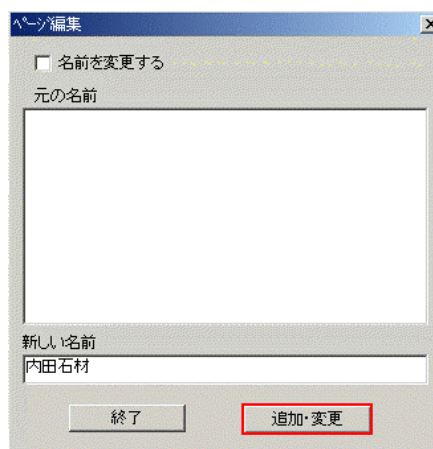 ページ編集
名前を変更する
元の名前
新しい名前
内田石材
終了
追加・変更